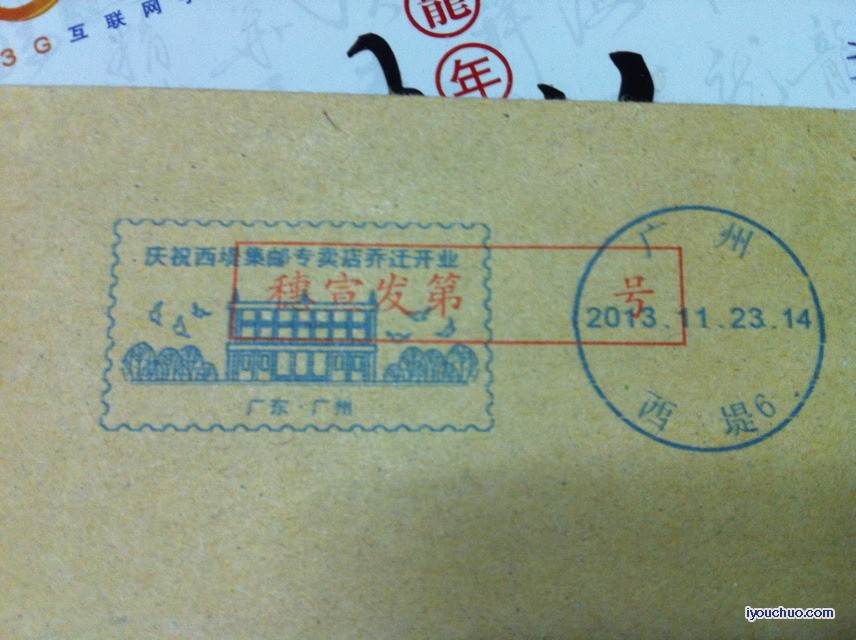 3G互联网
龍
年
庆祝西堤集邮专卖店乔迁开业
穗宣发第 号
广东·广州
广州
2013.11.23.14
西堤6
iyouchuo.com